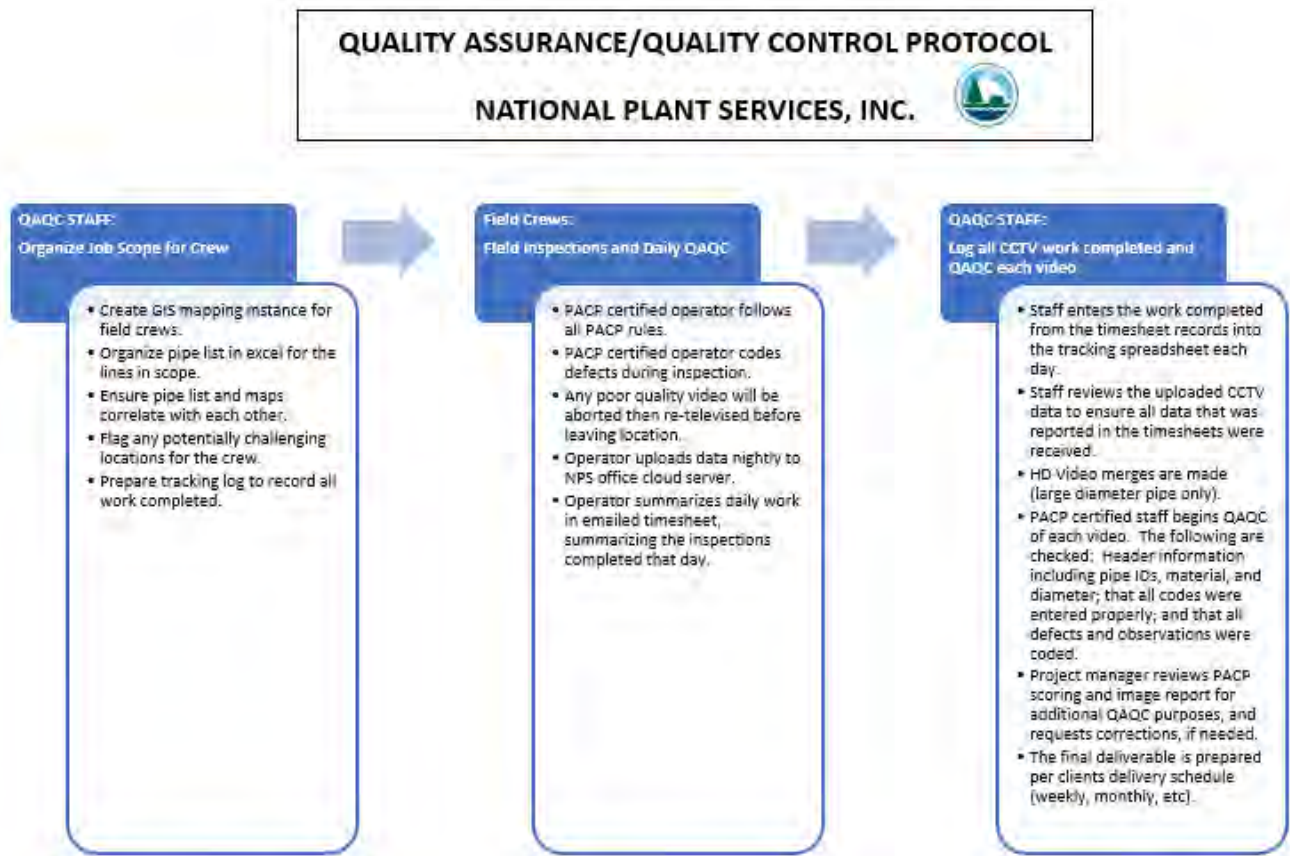 QUALITY ASSURANCE/QUALITY CONTROL PROTOCOL
NATIONAL PLANT SERVICES, INC.
QAQC STAFF:
Organize Job Scope for Crew
• Create GIS mapping instance for
field crews.
• Organize pipe list in excel for the
lines in scope.
• Ensure pipe list and maps
correlate with each other.
• Flag any potentially challenging
locations for the crew.
• Prepare tracking log to record all
work completed.
Field Crews:
Field Inspections and Daily QAQC
• PACP certified operator follows
all PACP rules.
• PACP certified operator codes
defects during inspection.
• Any poor quality video will be
aborted then re-televised before
leaving location.
• Operator uploads data nightly to
NPS office cloud server.
• Operator summarizes daily work
in emailed timesheet,
summarizing the inspections
completed that day.
QAQC STAFF:
Log all CCTV work completed and
QAQC each video
• Staff enters the work completed
from the timesheet records into
the tracking spreadsheet each
day.
• Staff reviews the uploaded CCTV
data to ensure all data that was
reported in the timesheets were
received.
• HD Video merges are made
(large diameter pipe only).
• PACP certified staff begins QAQC
of each video. The following are
checked: Header information
including pipe IDs, material, and
diameter; that all codes were
entered properly; and that all
defects and observations were
coded.
• Project manager reviews PACP
scoring and image report for
additional QAQC purposes, and
requests corrections, if needed.
• The final deliverable is prepared
per clients delivery schedule
(weekly, monthly, etc).